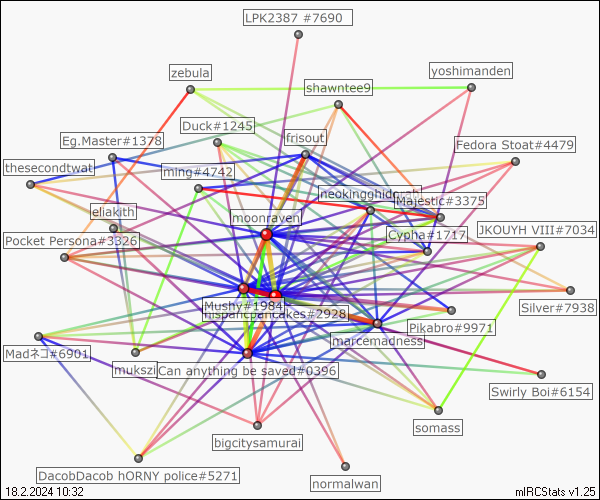 LPK2387 #7690
zebula
yoshimanden
shawntee9
Duck#1245
Eg.Master#1378
frisout
Fedora Stoat#4479
thesecondtwat
ming#4742
neokingghidorah
Majestic#3375
eliakith
moonraven
Pocket Persona#3326
Cypha#1717
JKOUYH VIII#7034
Mushy#1984
hispanicpancakes#2928
Silver#7938
Pikabro#9971
marcemadness
Madネコ#6901
mukszi
Can anything be saved#0396
Swirly Boi#6154
somass
bigcitysamurai
DacobDacob hORNY police#5271
normalwan
18.2.2024 10:32
mIRCStats v1.25